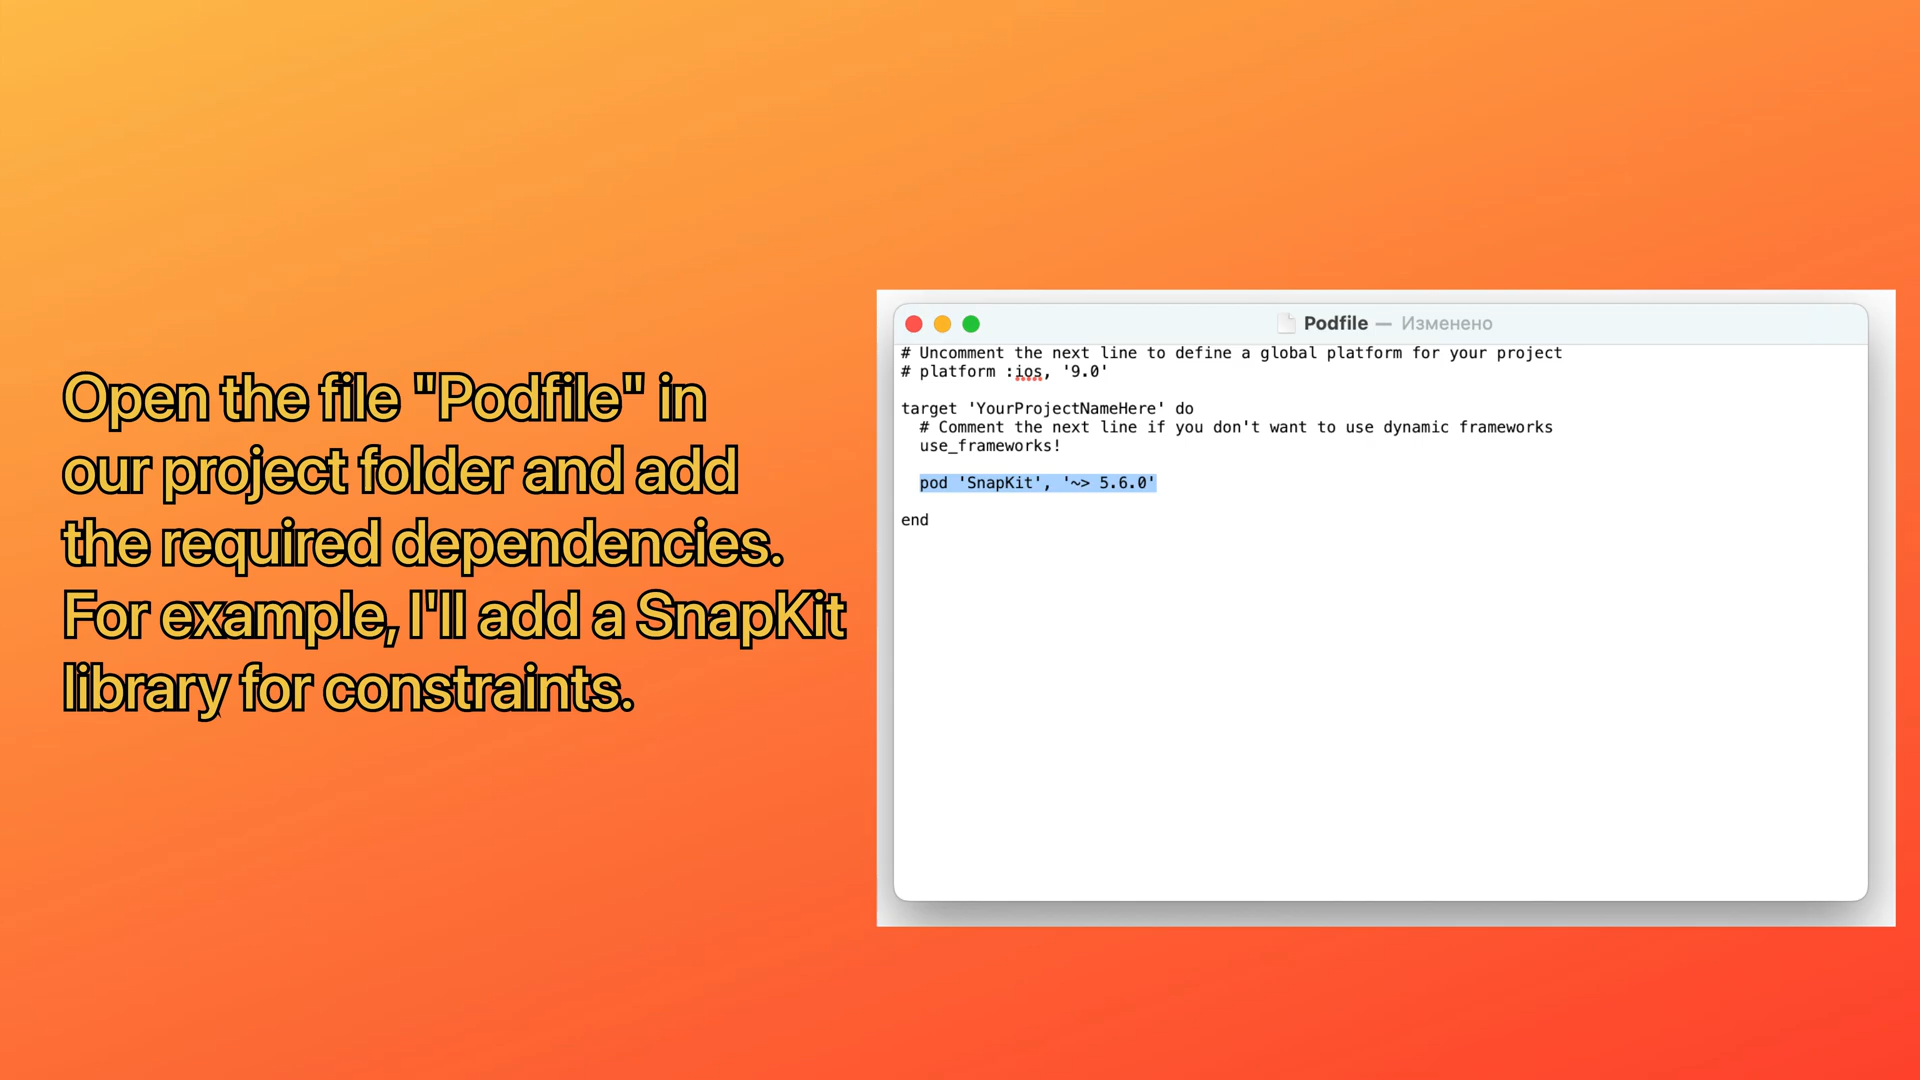 Open the file "Podfile" in
our project folder and add
the required dependencies.
For example, I'll add a SnapKit
library for constraints.
Podfile — Изменено
# Uncomment the next line to define a global platform for your project
# platform :ios, '9.0'
target 'YourProjectNameHere' do
# Comment the next line if you don't want to use dynamic frameworks
use_frameworks!
pod 'SnapKit', '~> 5.6.0'
end